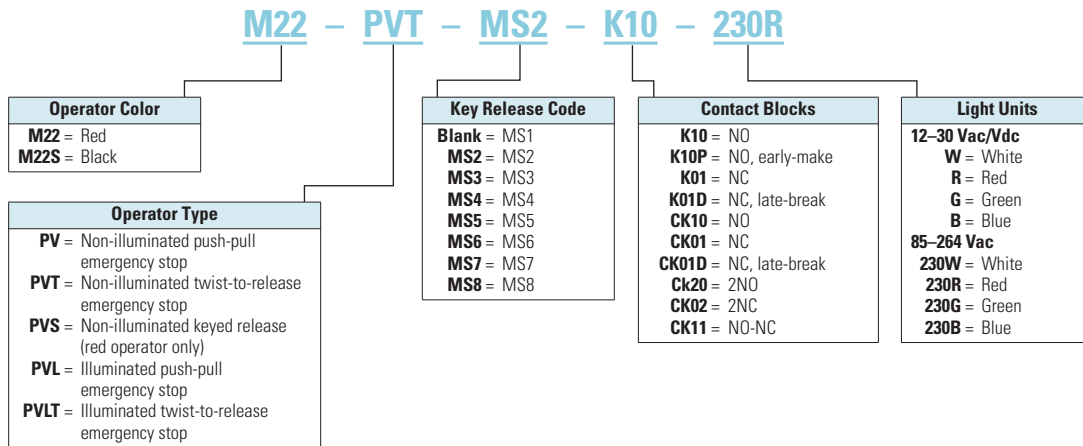 M22 – PVT – MS2 – K10 – 230R
Operator Color
M22 = Red
M22S = Black
Operator Type
PV = Non-illuminated push-pull
emergency stop
PVT = Non-illuminated twist-to-release
emergency stop
PVS = Non-illuminated keyed release
(red operator only)
PVL = Illuminated push-pull
emergency stop
PVLT = Illuminated twist-to-release
emergency stop
Key Release Code
Blank = MS1
MS2 = MS2
MS3 = MS3
MS4 = MS4
MS5 = MS5
MS6 = MS6
MS7 = MS7
MS8 = MS8
Contact Blocks
K10 = NO
K10P = NO, early-make
K01 = NC
K01D = NC, late-break
CK10 = NO
CK01 = NC
CK01D = NC, late-break
Ck20 = 2NO
CK02 = 2NC
CK11 = NO-NC
Light Units
12–30 Vac/Vdc
W = White
R = Red
G = Green
B = Blue
85–264 Vac
230W = White
230R = Red
230G = Green
230B = Blue